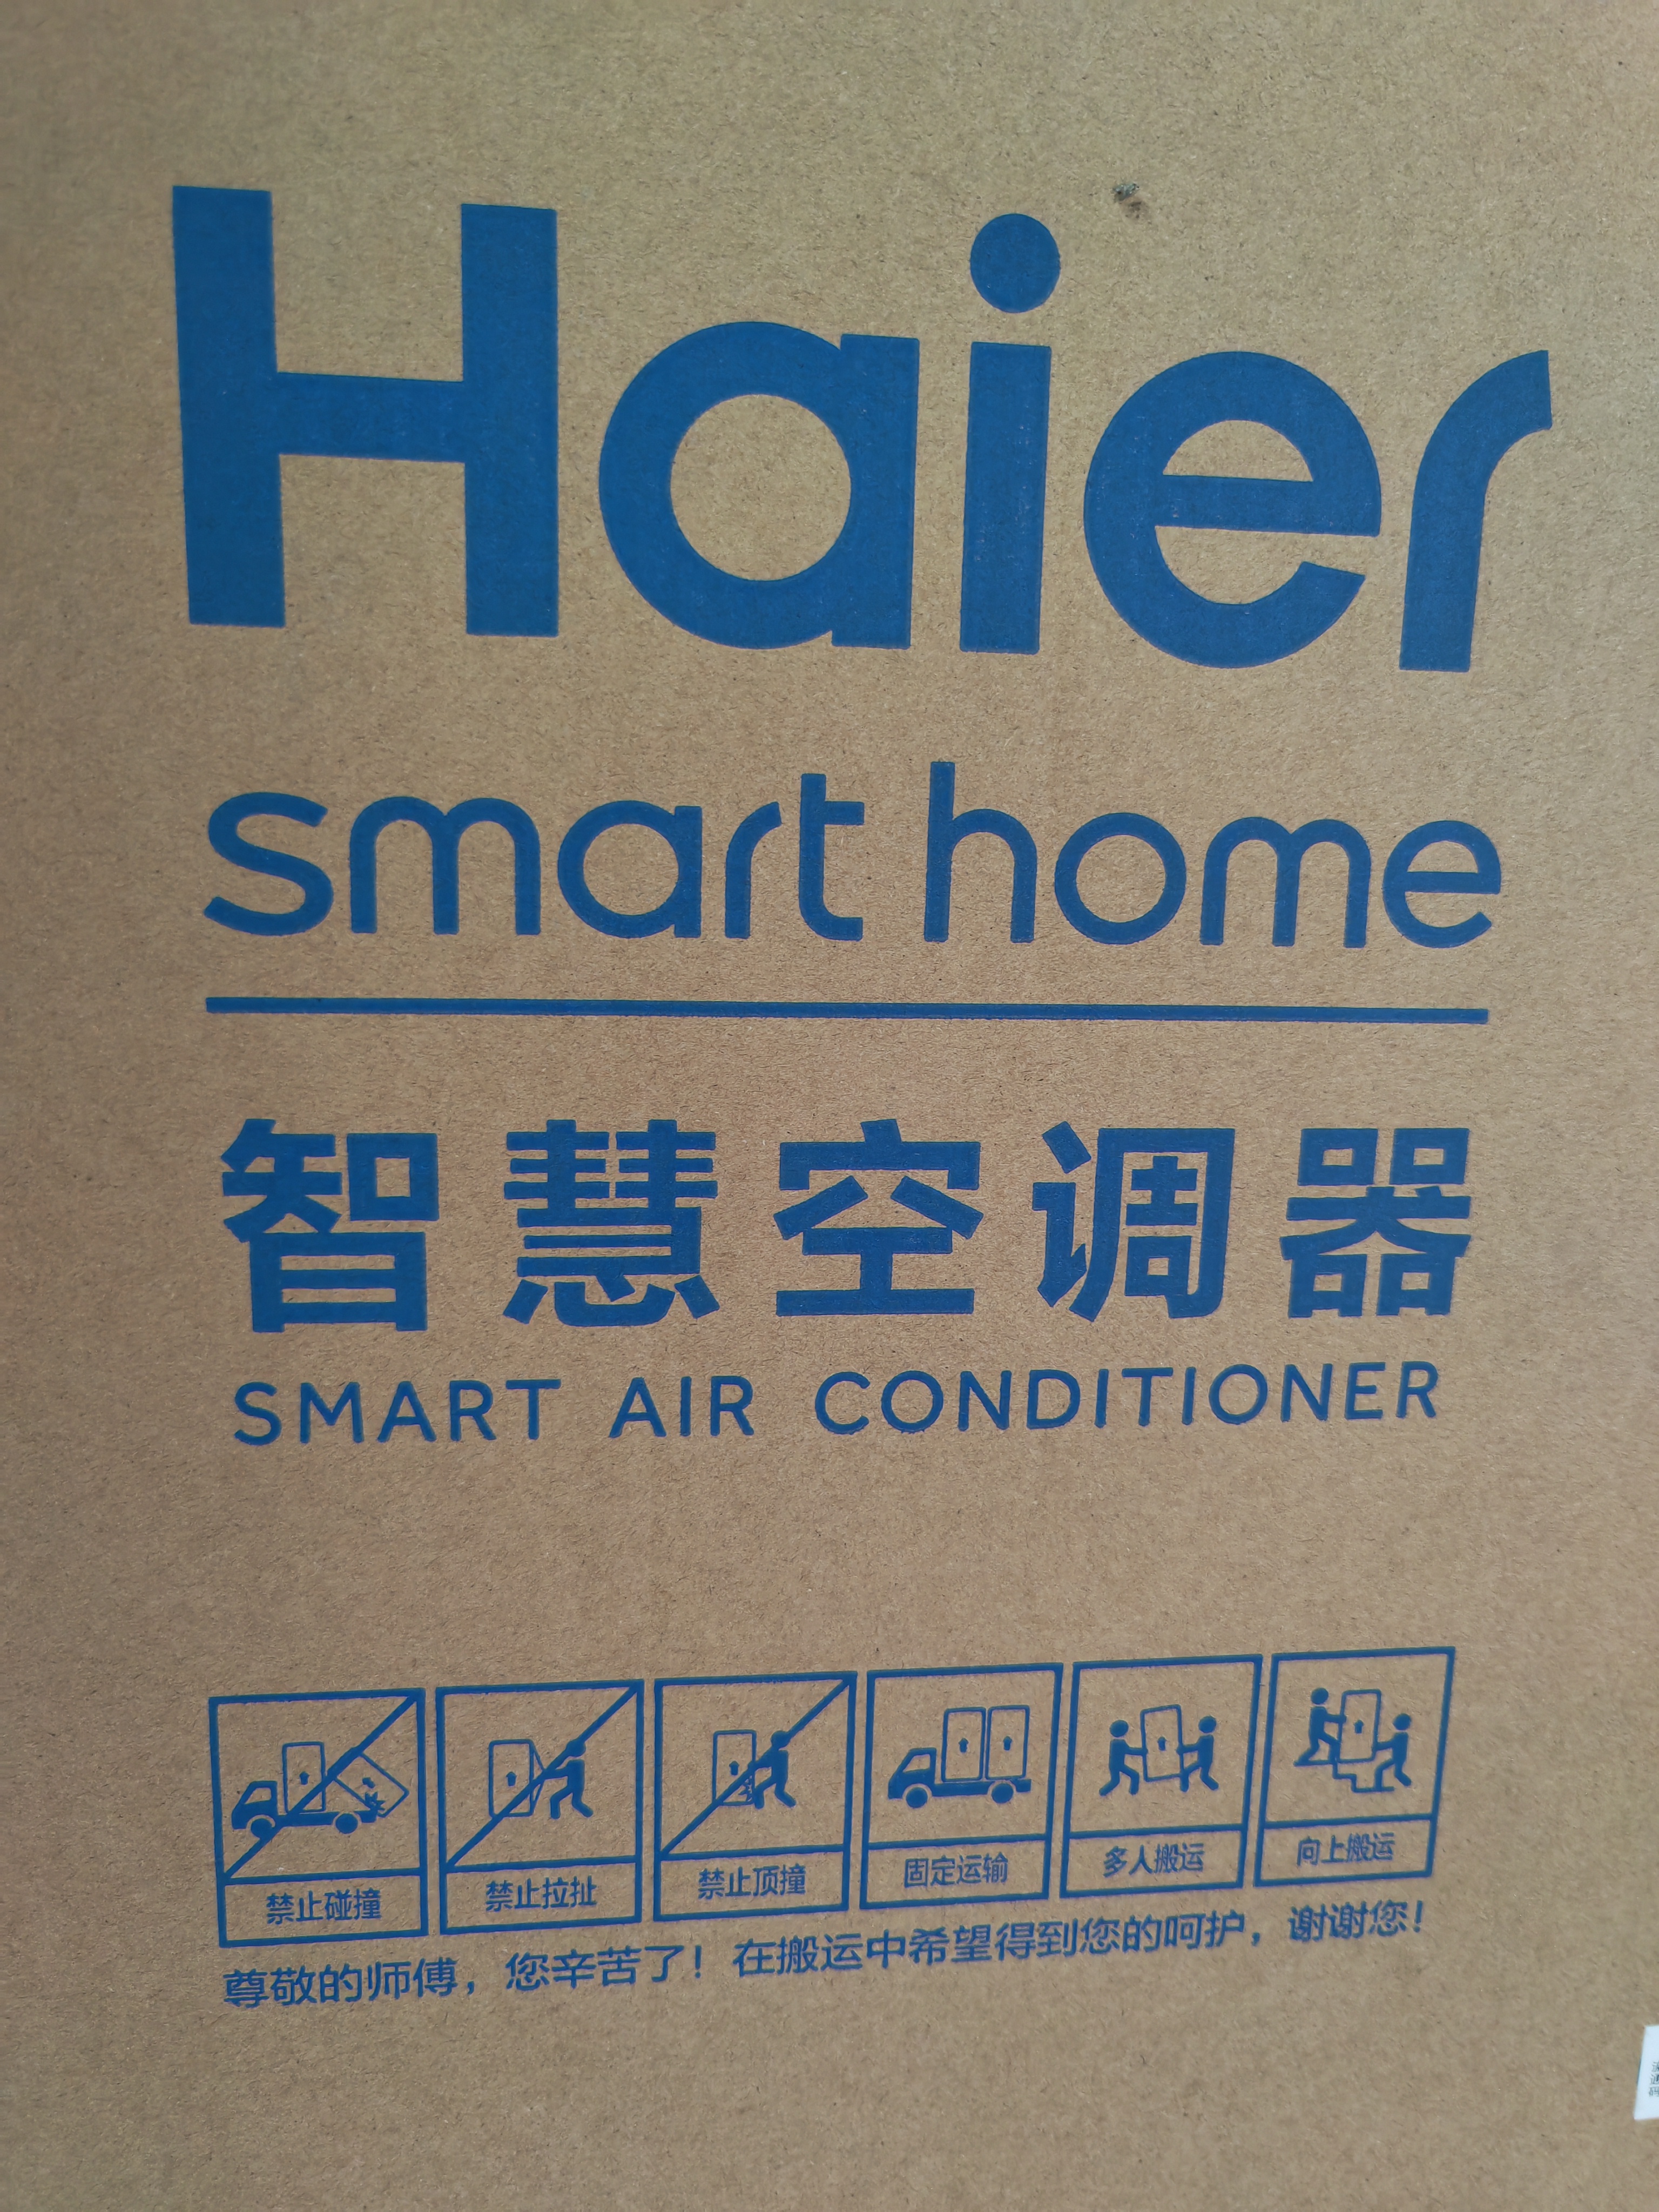 Haier
smart home
智慧空调器
SMART AIR CONDITIONER
禁止碰撞 禁止拉扯 禁止顶撞 固定运输 多人搬运 向上搬运
尊敬的师傅，您辛苦了！在搬运中希望得到您的呵护，谢谢您！